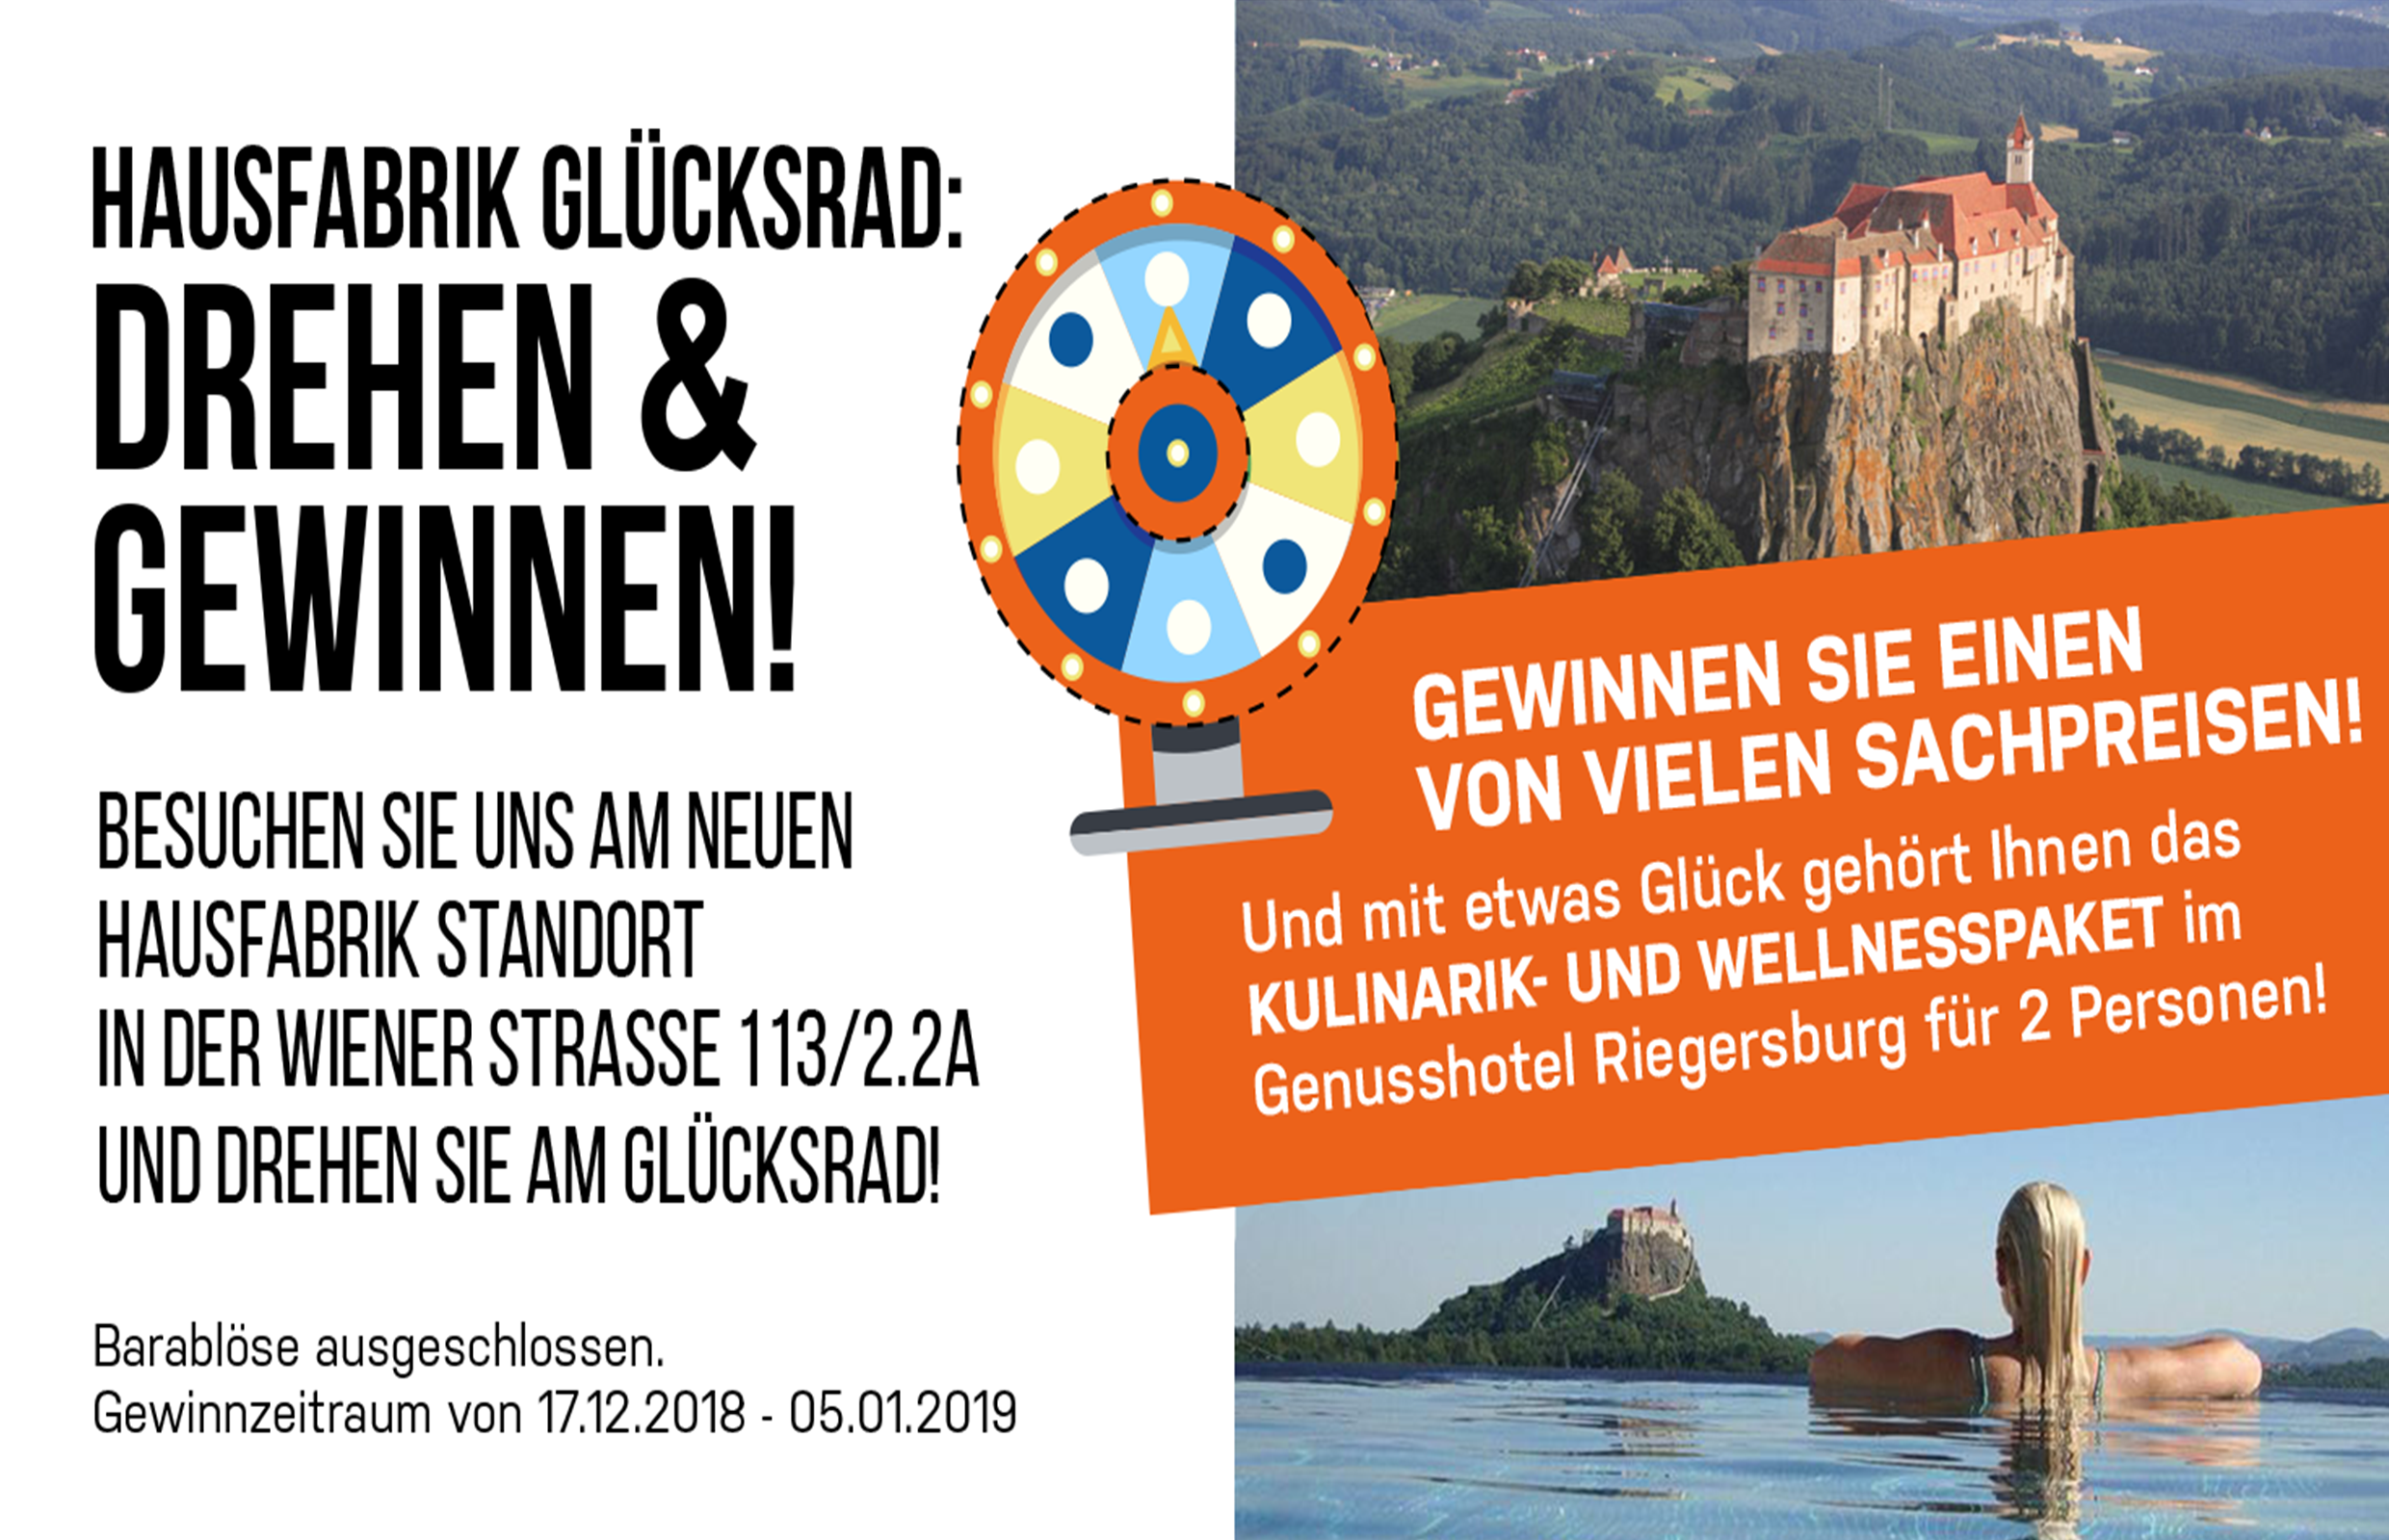 HAUSFABRIK GLÜCKSRAD:
DREHEN &
GEWINNEN!
BESUCHEN SIE UNS AM NEUEN
HAUSFABRIK STANDORT
IN DER WIENER STRASSE 113/2.2A
UND DREHEN SIE AM GLÜCKSRAD!
Barablöse ausgeschlossen.
Gewinnzeitraum von 17.12.2018 - 05.01.2019
GEWINNEN SIE EINEN
VON VIELEN SACHPREISEN!
Und mit etwas Glück gehört Ihnen das
KULINARIK- UND WELLNESSPAKET im
Genusshotel Riegersburg für 2 Personen!